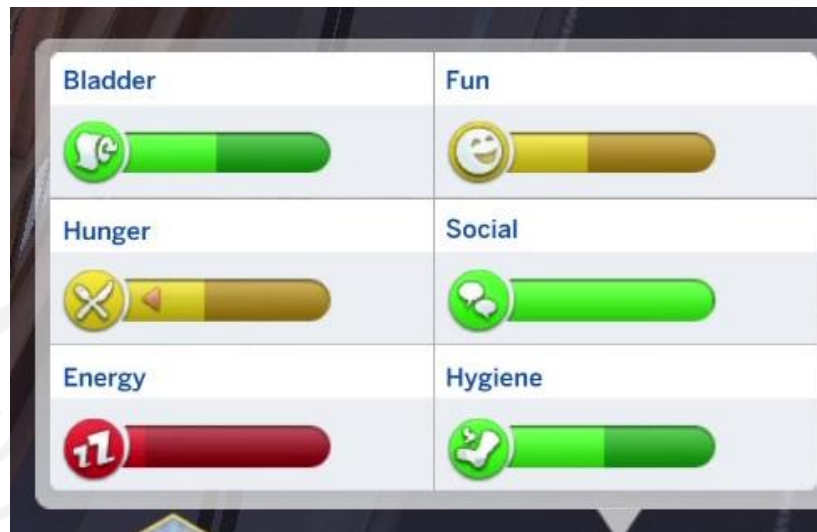 Bladder
Fun
Hunger
Social
Energy
Hygiene